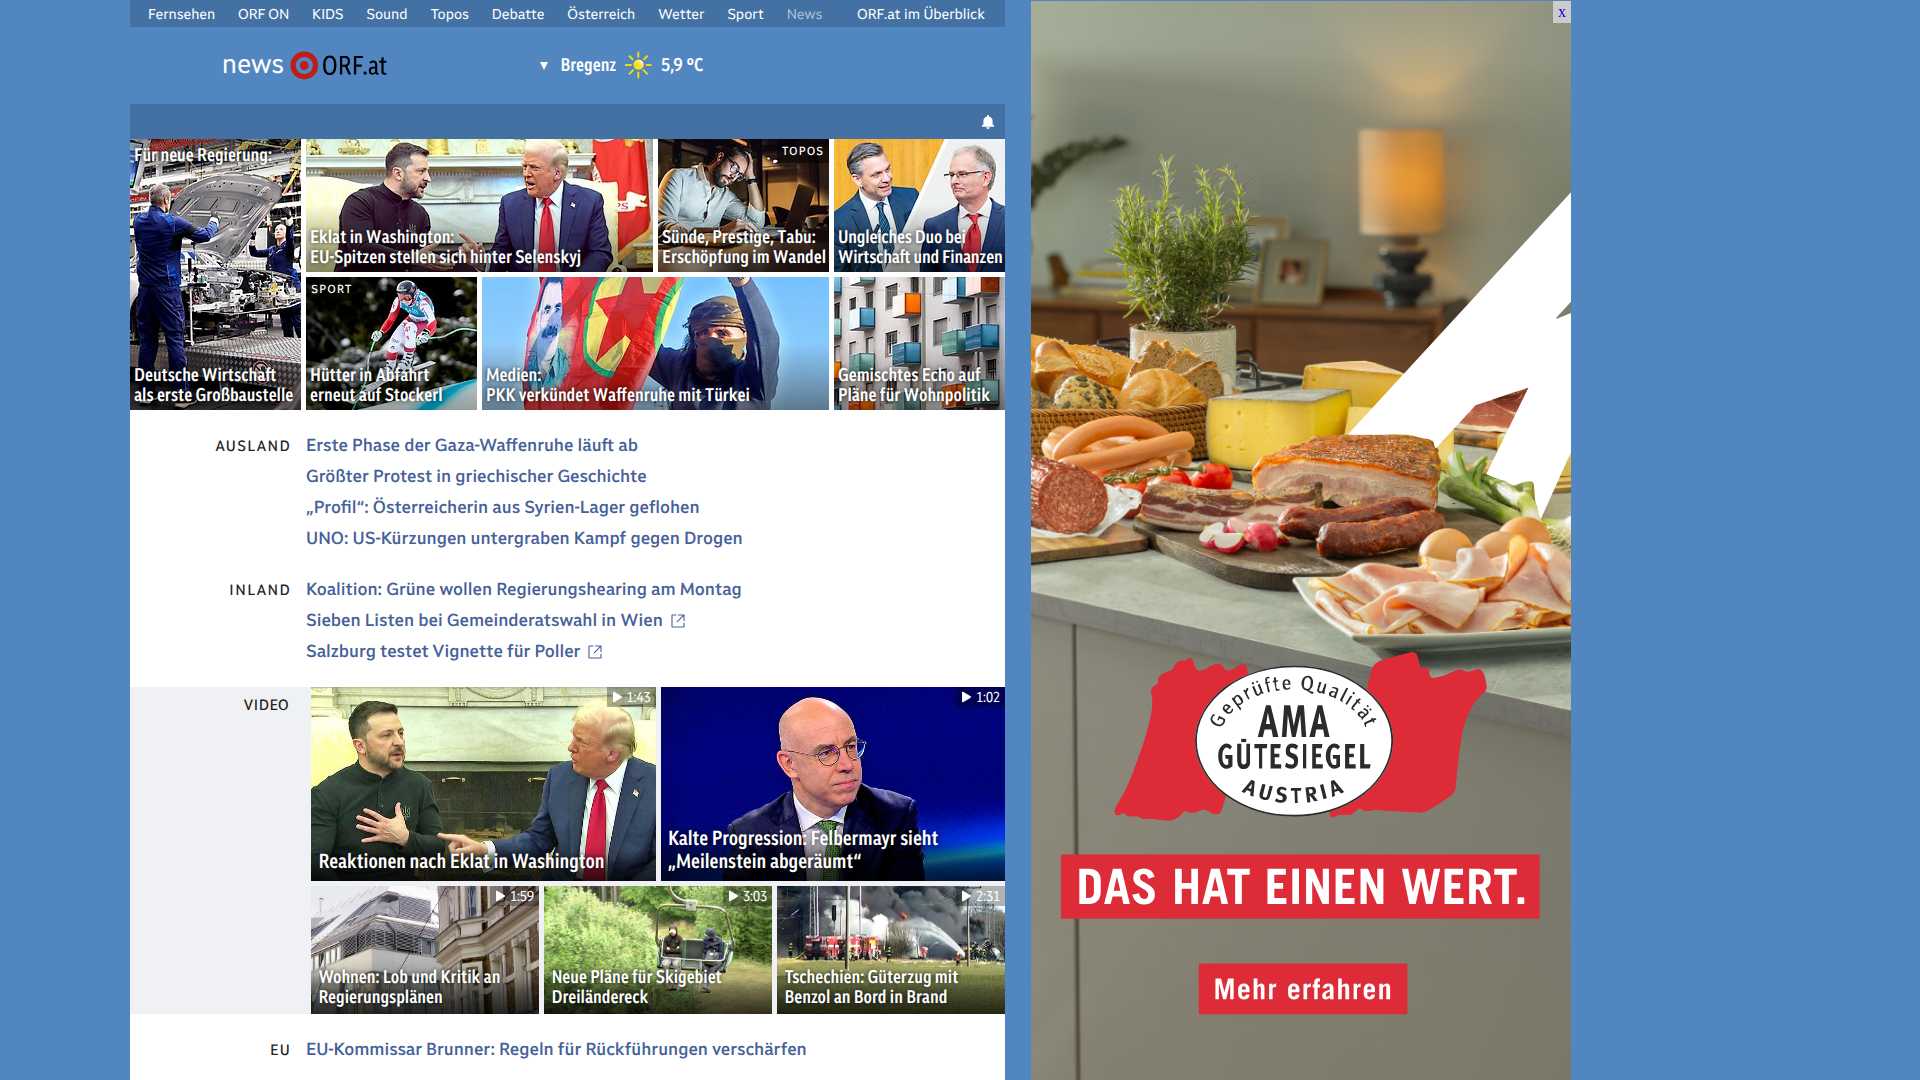 Fernsehen
ORF ON
KIDS
Sound
Topos
Debatte
Österreich
Wetter
Sport
News
ORF.at im Überblick
news ORF.at
▼ Bregenz 5,9 °C
Für neue Regierung:
Deutsche Wirtschaft
als erste Großbaustelle
Eklat in Washington:
EU-Spitzen stellen sich hinter Selenskyj
TOPOS
Sünde, Prestige, Tabu:
Erschöpfung im Wandel
Ungleiches Duo bei
Wirtschaft und Finanzen
SPORT
Hütter in Abfahrt
erneut auf Stockerl
Medien:
PKK verkündet Waffenruhe mit Türkei
Gemischtes Echo auf
Pläne für Wohnpolitik
AUSLAND
Erste Phase der Gaza-Waffenruhe läuft ab
Größter Protest in griechischer Geschichte
„Profil“: Österreicherin aus Syrien-Lager geflohen
UNO: US-Kürzungen untergraben Kampf gegen Drogen
INLAND
Koalition: Grüne wollen Regierungshearing am Montag
Sieben Listen bei Gemeinderatswahl in Wien
Salzburg testet Vignette für Poller
VIDEO
1:43
Reaktionen nach Eklat in Washington
1:02
Kalte Progression: Felbermayr sieht
„Meilenstein abgeräumt“
1:59
Wohnen: Lob und Kritik an
Regierungsplänen
3:03
Neue Pläne für Skigebiet
Dreiländereck
2:31
Tschechien: Güterzug mit
Benzol an Bord in Brand
EU
EU-Kommissar Brunner: Regeln für Rückführungen verschärfen
x
Geprüfte Qualität
AMA
GÜTESIEGEL
AUSTRIA
DAS HAT EINEN WERT.
Mehr erfahren